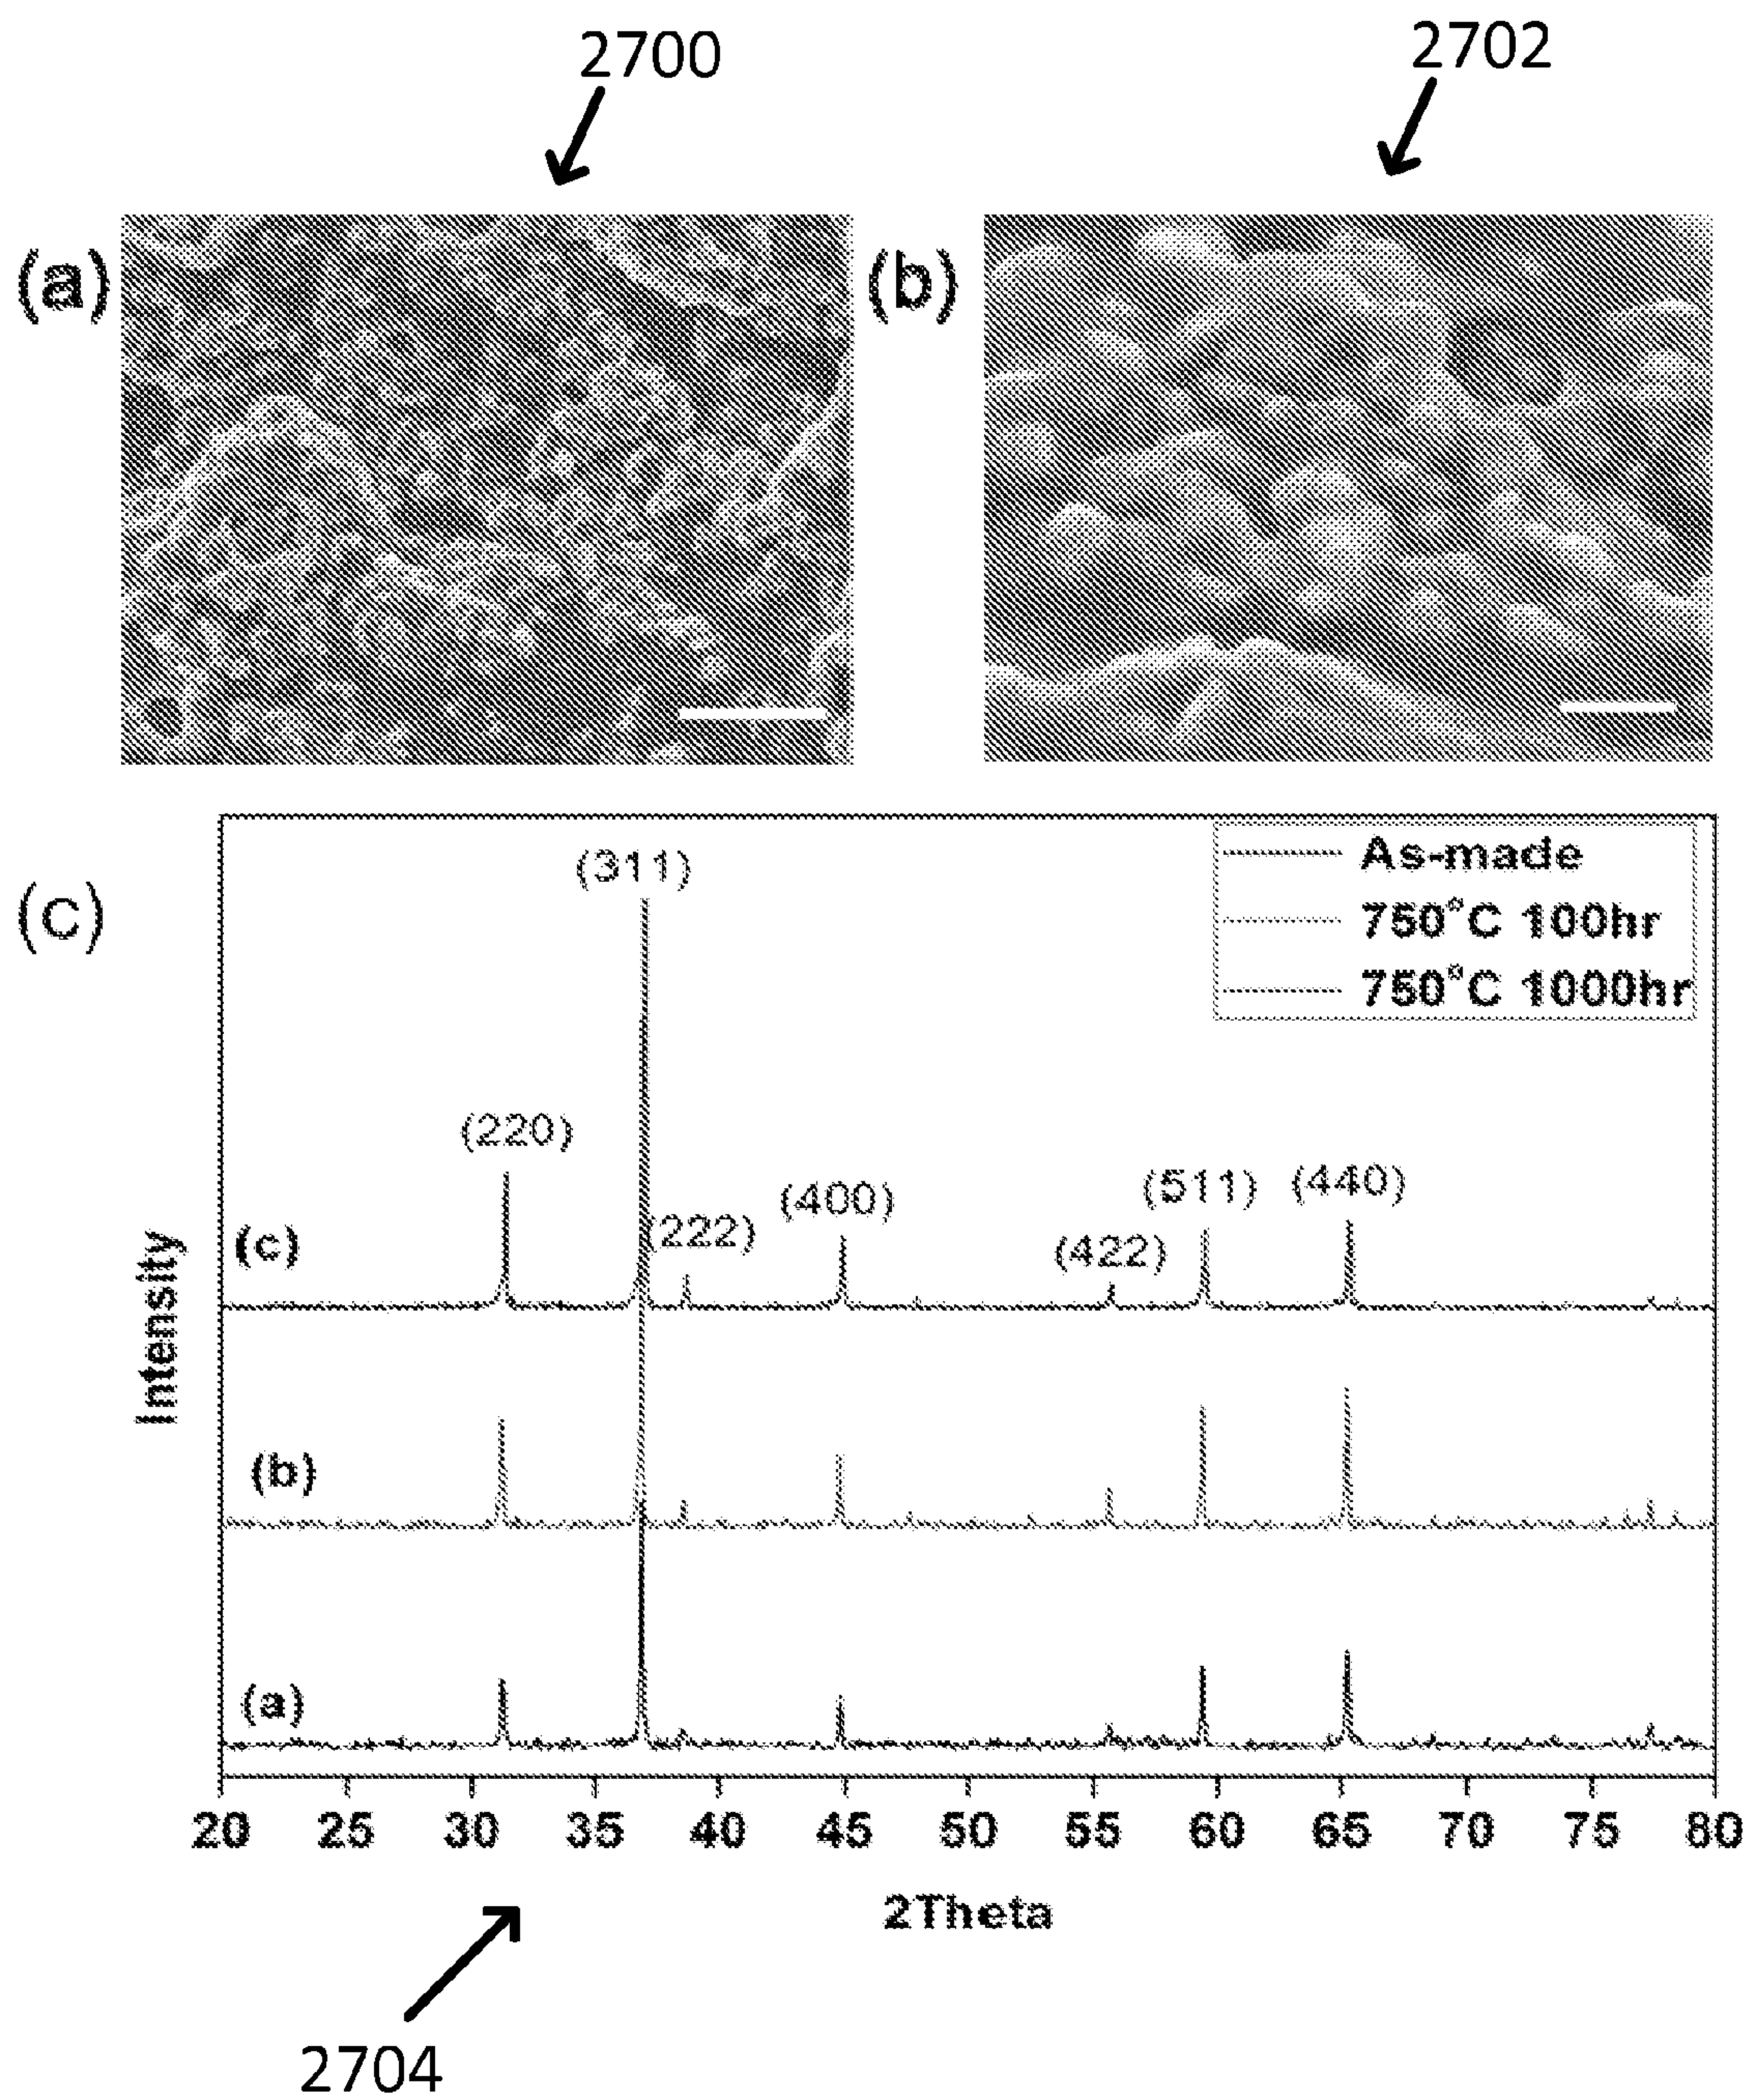 2700
2702
(a)
(b)
(c)
As-made
750°C 100hr
750°C 1000hr
(311)
(220)
(222)
(400)
(422)
(511)
(440)
(c)
(b)
(a)
Intensity
20 25 30 35 40 45 50 55 60 65 70 75 80
2Theta
2704